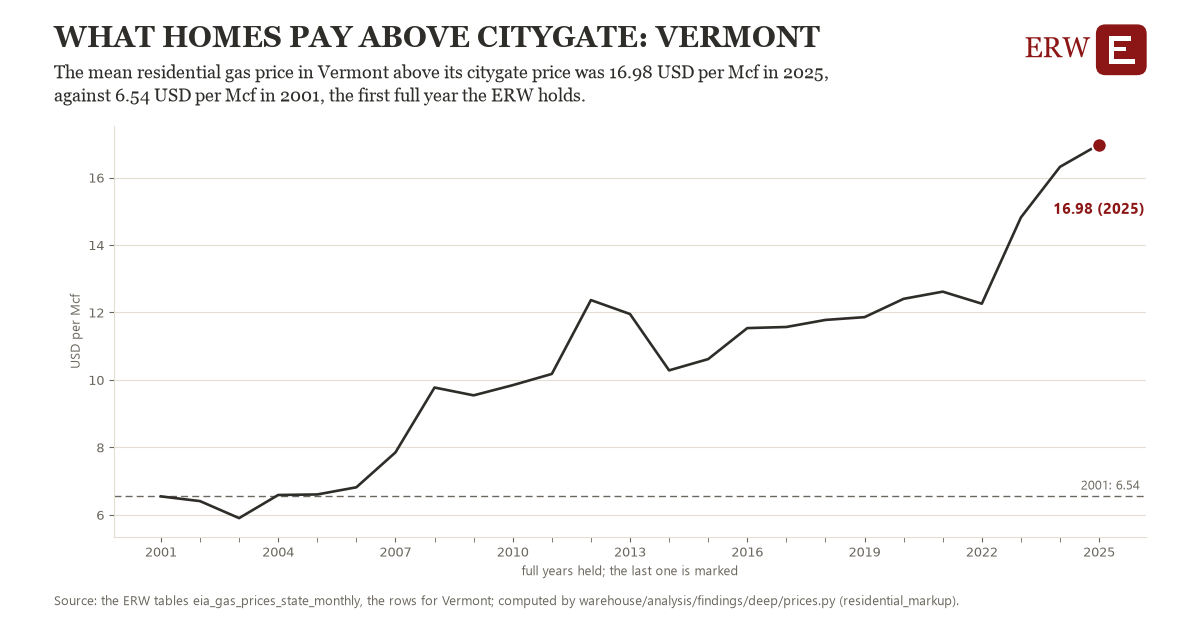 WHAT HOMES PAY ABOVE CITYGATE: VERMONT
The mean residential gas price in Vermont above its citygate price was 16.98 USD per Mcf in 2025,
against 6.54 USD per Mcf in 2001, the first full year the ERW holds.
ERW E
USD per Mcf
16
14
12
10
8
6
16.98 (2025)
2001: 6.54
2001 2004 2007 2010 2013 2016 2019 2022 2025
full years held; the last one is marked
Source: the ERW tables eia_gas_prices_state_monthly, the rows for Vermont; computed by warehouse/analysis/findings/deep/prices.py (residential_markup).